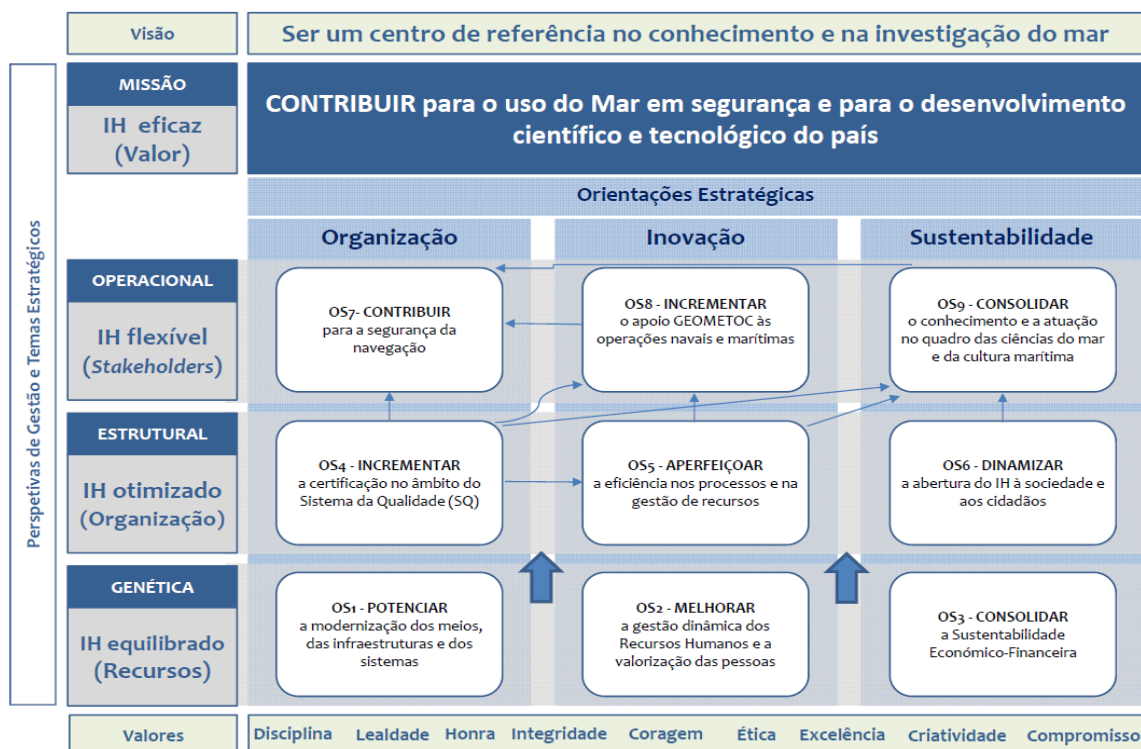 Visão
Ser um centro de referência no conhecimento e na investigação do mar
Perspetivas de Gestão e Temas Estratégicos
MISSÃO
IH eficaz
(Valor)
CONTRIBUIR para o uso do Mar em segurança e para o desenvolvimento
científico e tecnológico do país
Orientações Estratégicas
Organização
Inovação
Sustentabilidade
OPERACIONAL
IH flexível
(Stakeholders)
OS7- CONTRIBUIR
para a segurança da
navegação
OS8 - INCREMENTAR
o apoio GEOMETOC às
operações navais e marítimas
OS9 - CONSOLIDAR
o conhecimento e a atuação
no quadro das ciências do mar
e da cultura marítima
ESTRUTURAL
IH otimizado
(Organização)
OS4 - INCREMENTAR
a certificação no âmbito do
Sistema da Qualidade (SQ)
OS5 - APERFEIÇOAR
a eficiência nos processos e na
gestão de recursos
OS6 - DINAMIZAR
a abertura do IH à sociedade e
aos cidadãos
GENÉTICA
IH equilibrado
(Recursos)
OS1 - POTENCIAR
a modernização dos meios,
das infraestruturas e dos
sistemas
OS2 - MELHORAR
a gestão dinâmica dos
Recursos Humanos e a
valorização das pessoas
OS3 - CONSOLIDAR
a Sustentabilidade
Económico-Financeira
Valores
Disciplina Lealdade Honra Integridade Coragem Ética Excelência Criatividade Compromisso